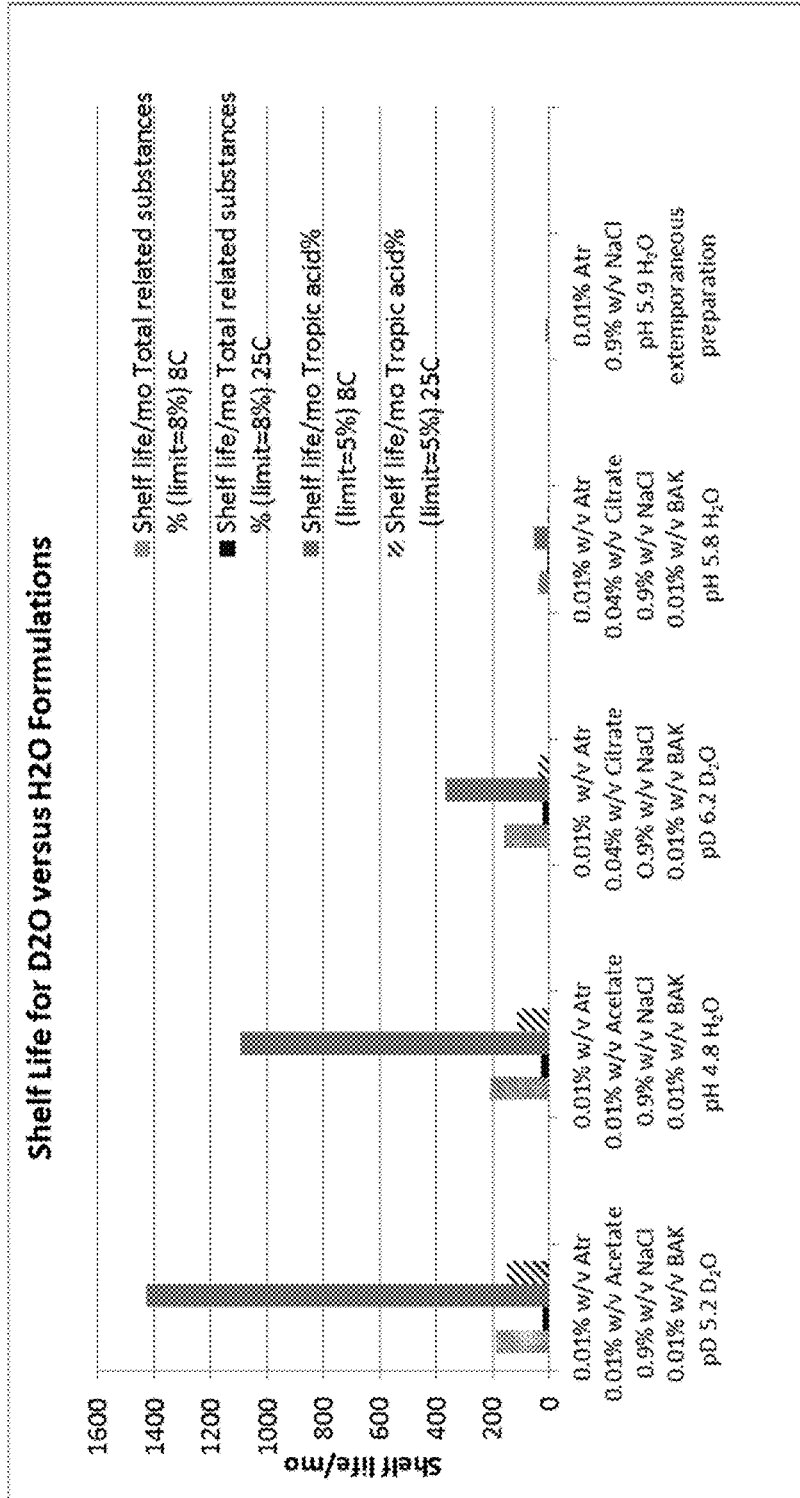 Shelf Life for D2O versus H2O Formulations
1600
1400
1200
1000
800
600
400
200
0
Shelf life/mo
Shelf life/mo Total related substances
% (limit=8%) 8C
Shelf life/mo Total related substances
% (limit=8%) 25C
Shelf life/mo Tropic acid%
(limit=5%) 8C
Shelf life/mo Tropic acid%
(limit=5%) 25C
0.01% w/v Atr
0.01% w/v Acetate
0.9% w/v NaCl
0.01% w/v BAK
pD 5.2 D₂O
0.01% w/v Atr
0.01% w/v Acetate
0.9% w/v NaCl
0.01% w/v BAK
pH 4.8 H₂O
0.01% w/v Atr
0.04% w/v Citrate
0.9% w/v NaCl
0.01% w/v BAK
pD 6.2 D₂O
0.01% w/v Atr
0.04% w/v Citrate
0.9% w/v NaCl
0.01% w/v BAK
pH 5.8 H₂O
0.01% Atr
0.9% w/v NaCl
pH 5.9 H₂O
extemporaneous
preparation